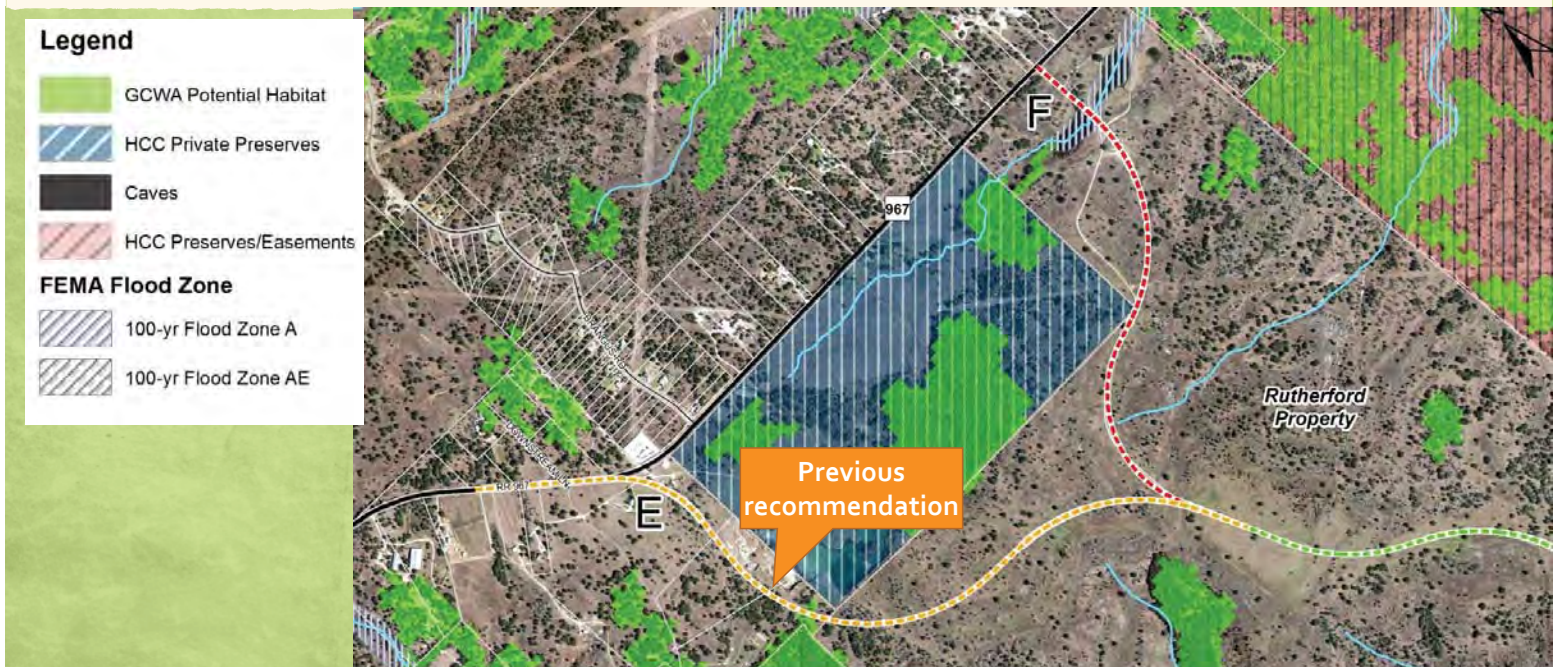 Legend
GCWA Potential Habitat
HCC Private Preserves
Caves
HCC Preserves/Easements
FEMA Flood Zone
100-yr Flood Zone A
100-yr Flood Zone AE
F
967
Rutherford
Property
Previous
recommendation
RR 967
E